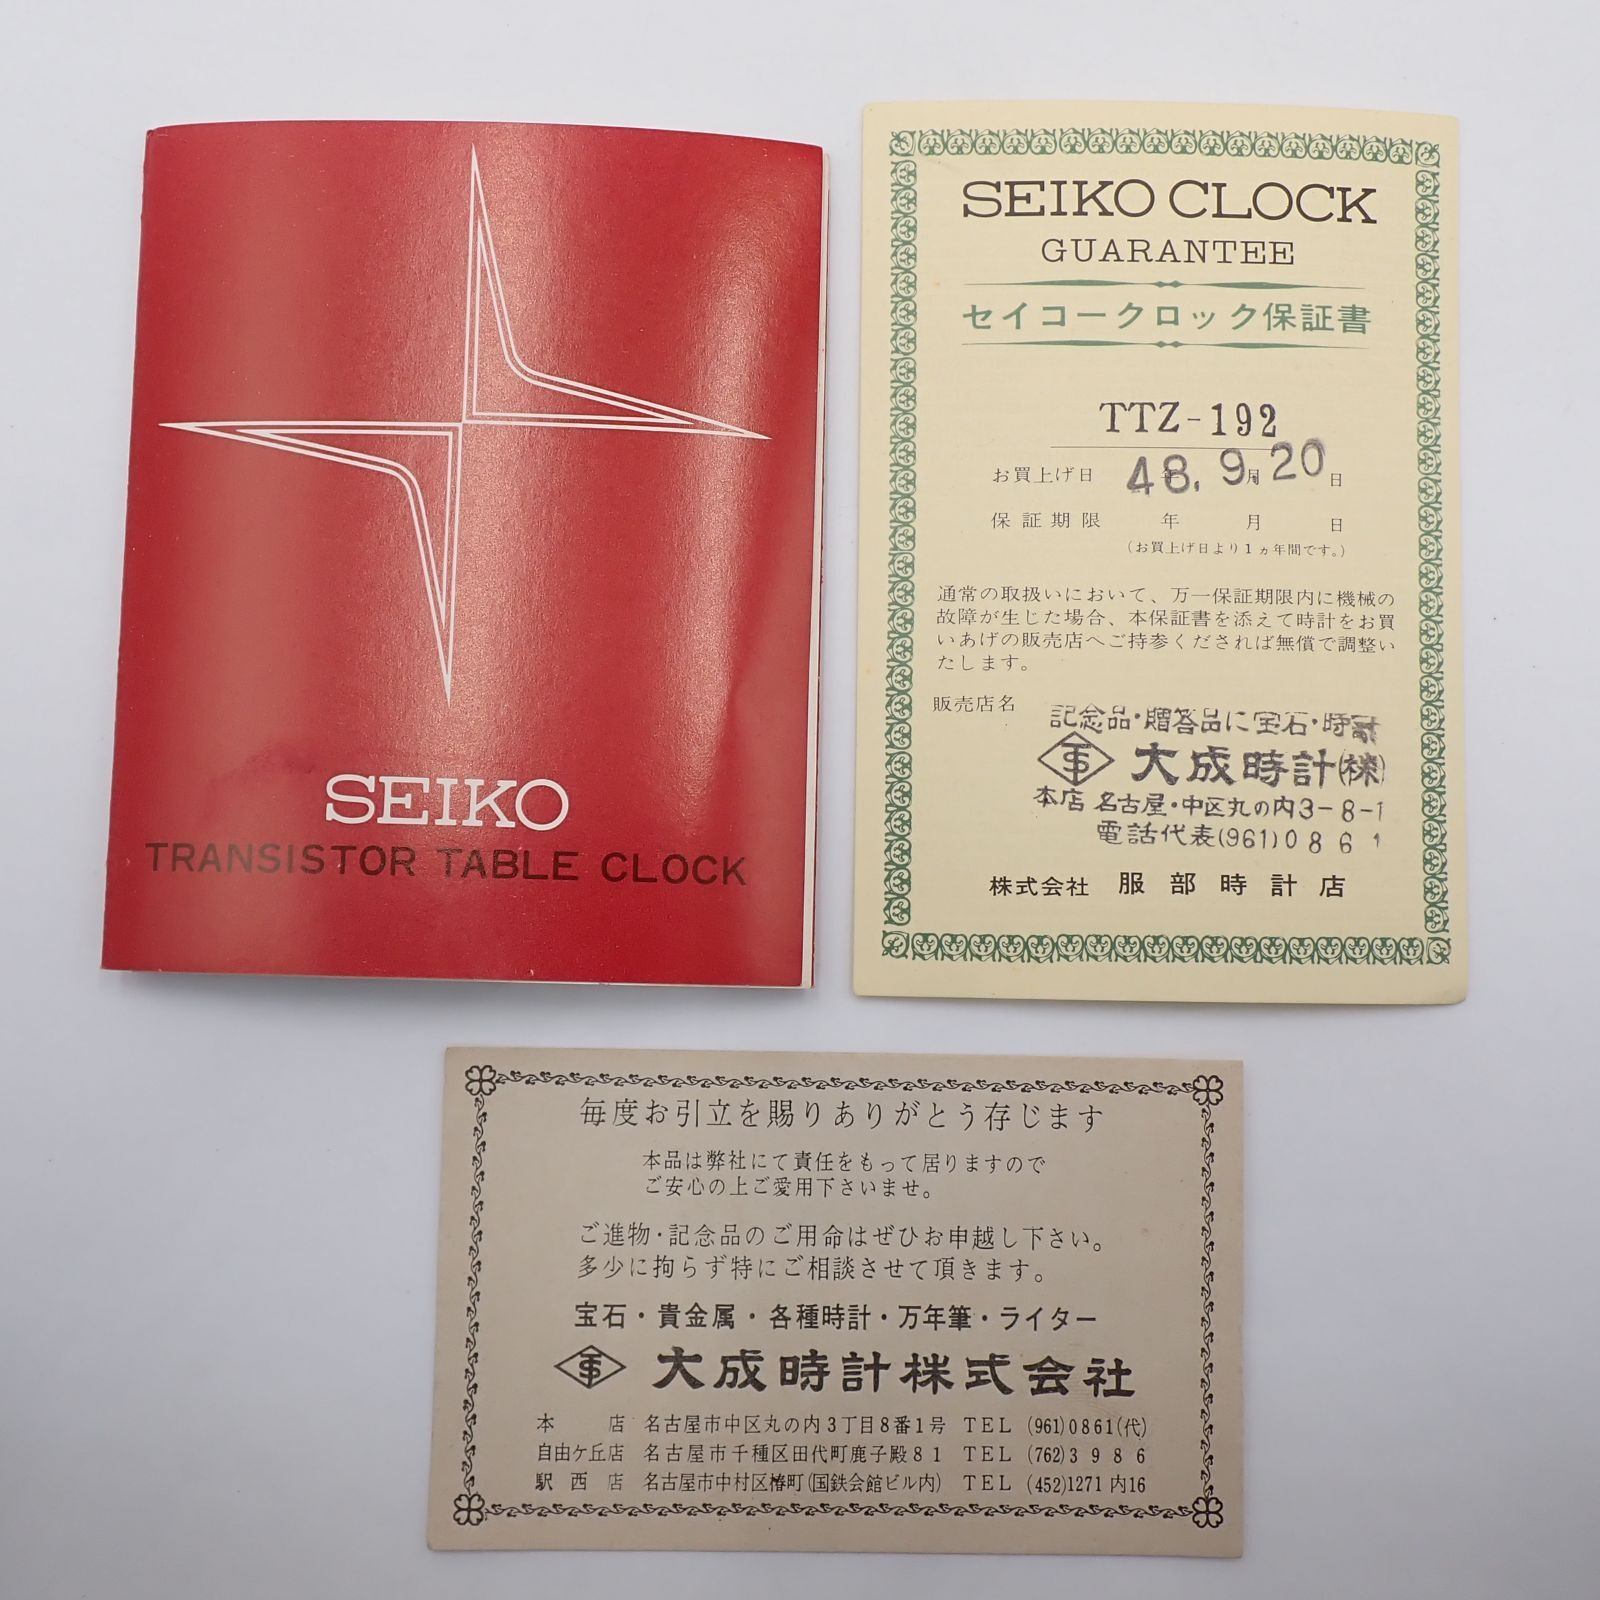 SEIKO
TRANSISTOR TABLE CLOCK
SEIKO CLOCK
GUARANTEE
セイコークロック保証書
TTZ-192
お買上げ日 48.年9.月20日
保証期限 年 月 日
(お買上げ日より1ヵ年間です。)
通常の取扱いにおいて、万一保証期限内に機械の
故障が生じた場合、本保証書を添えて時計をお買
いあげの販売店へご持参くだされば無償で調整い
たします。
販売店名
記念品・贈答品に宝石・時計
大成時計(株)
本店 名古屋・中区丸の内3-8-1
電話代表(961)0861
株式会社 服部時計店
毎度お引立を賜りありがとう存じます
本品は弊社にて責任をもって居りますので
ご安心の上ご愛用下さいませ。
ご進物・記念品のご用命はぜひお申越し下さい。
多少に拘らず特にご相談させて頂きます。
宝石・貴金属・各種時計・万年筆・ライター
大成時計株式会社
本店 名古屋市中区丸の内3丁目8番1号 TEL (961)0861(代)
自由ケ丘店 名古屋市千種区田代町鹿子殿81 TEL (762)3986
駅西店 名古屋市中村区椿町(国鉄会館ビル内) TEL (452)1271内16